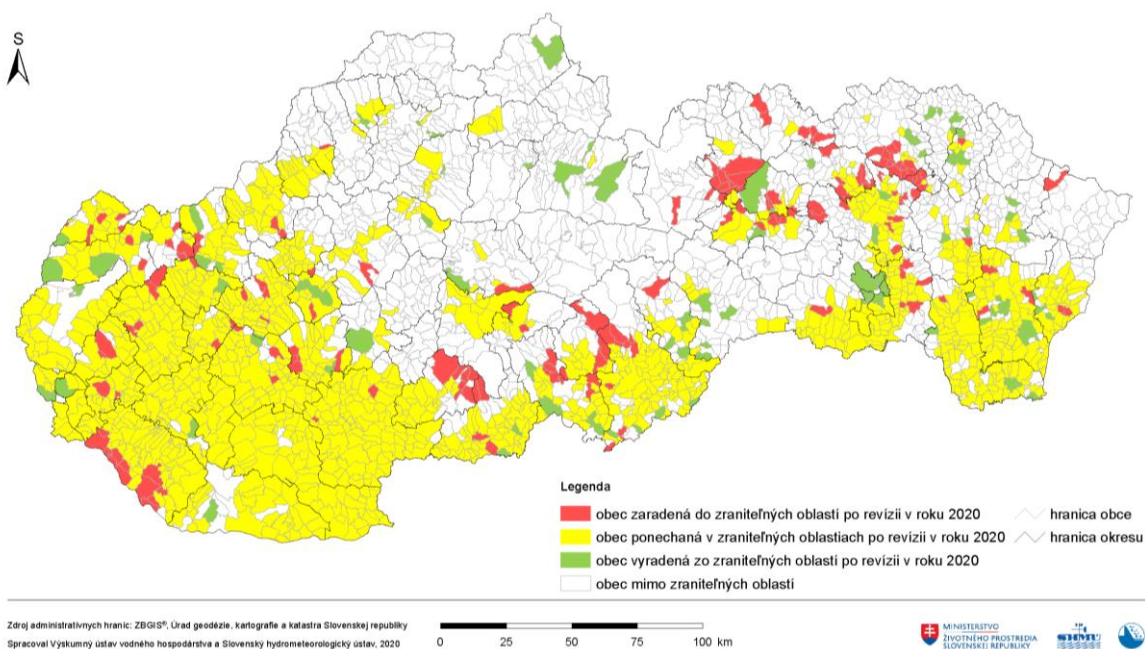 S
Legenda
obec zaradená do zraniteľných oblastí po revízii v roku 2020
hranica obce
obec ponechaná v zraniteľných oblastiach po revízii v roku 2020
hranica okresu
obec vyradená zo zraniteľných oblastí po revízii v roku 2020
obec mimo zraniteľných oblastí
Zdroj administratívnych hraníc: ZBGIS®, Úrad geodézie, kartografie a katastra Slovenskej republiky
Spracoval Výskumný ústav vodného hospodárstva a Slovenský hydrometeorologický ústav, 2020
0 25 50 75 100 km
MINISTERSTVO
ŽIVOTNÉHO PROSTREDIA
SLOVENSKEJ REPUBLIKY
SHMÚ